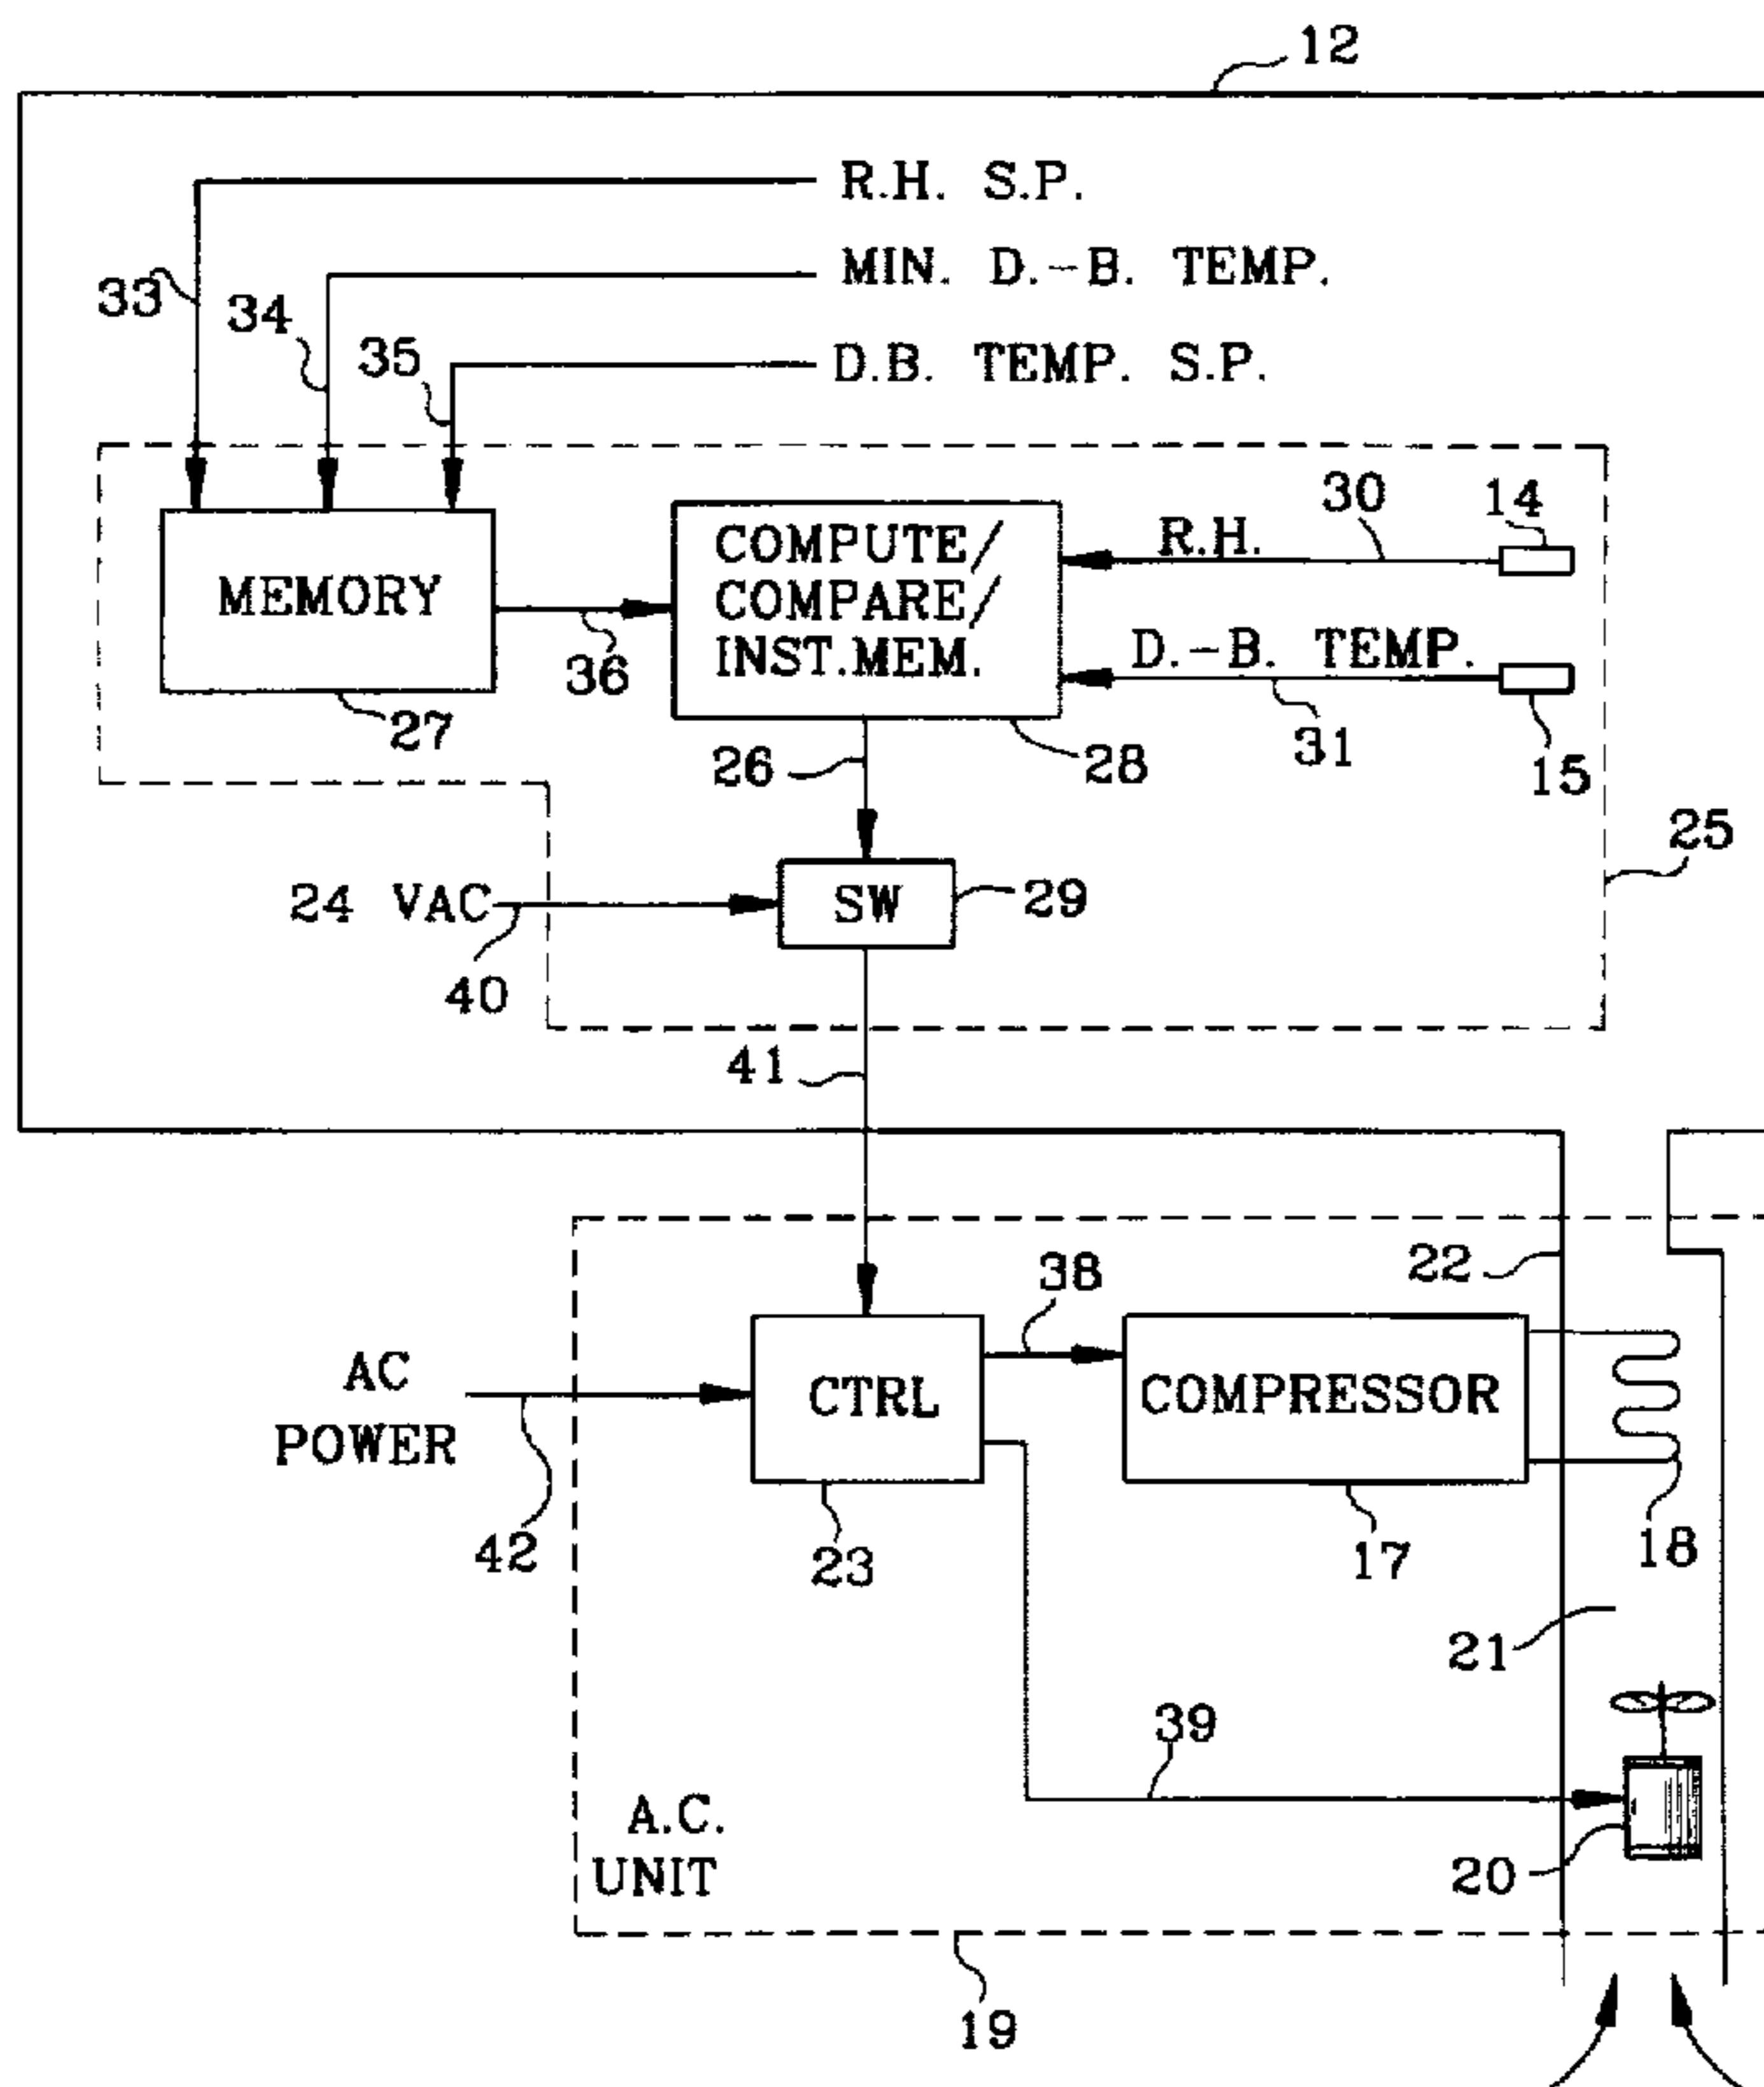 12
R.H. S.P.
MIN. D.-B. TEMP.
33
34
35
D.B. TEMP. S.P.
30
14
R.H.
COMPUTE/
COMPARE/
INST.MEM.
MEMORY
36
D.-B. TEMP.
27
26
28
31
15
25
24 VAC
SW
29
40
41
38
22
AC
POWER
CTRL
COMPRESSOR
42
23
17
18
21
39
A.C.
UNIT
20
19